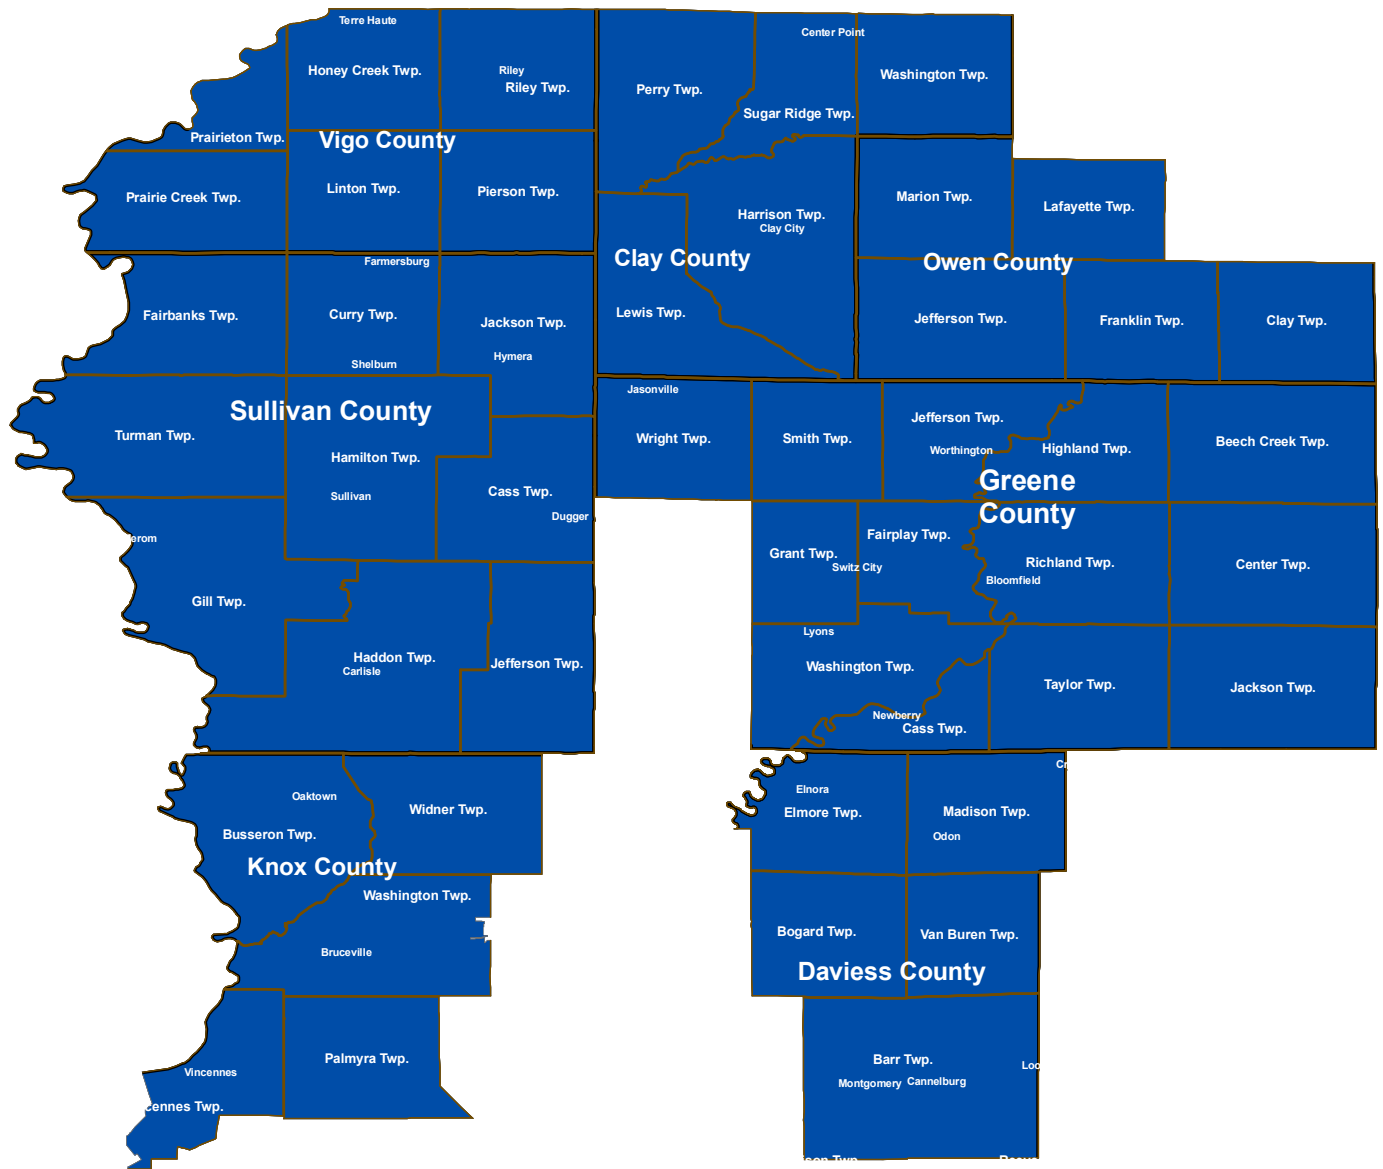 Terre Haute
Honey Creek Twp.
Riley
Riley Twp.
Prairieton Twp.
Vigo County
Prairie Creek Twp.
Linton Twp.
Pierson Twp.
Center Point
Perry Twp.
Washington Twp.
Sugar Ridge Twp.
Harrison Twp.
Clay City
Clay County
Lewis Twp.
Marion Twp.
Lafayette Twp.
Owen County
Jefferson Twp.
Franklin Twp.
Clay Twp.
Farmersburg
Fairbanks Twp.
Curry Twp.
Jackson Twp.
Hymera
Shelburn
Sullivan County
Turman Twp.
Hamilton Twp.
Sullivan
Cass Twp.
Dugger
erom
Gill Twp.
Haddon Twp.
Carlisle
Jefferson Twp.
Jasonville
Wright Twp.
Smith Twp.
Jefferson Twp.
Worthington
Highland Twp.
Beech Creek Twp.
Greene
County
Grant Twp.
Fairplay Twp.
Switz City
Richland Twp.
Bloomfield
Center Twp.
Lyons
Washington Twp.
Newberry
Cass Twp.
Taylor Twp.
Jackson Twp.
Oaktown
Widner Twp.
Busseron Twp.
Knox County
Washington Twp.
Bruceville
Vincennes
cennes Twp.
Palmyra Twp.
Cr
Elnora
Elmore Twp.
Madison Twp.
Odon
Bogard Twp.
Van Buren Twp.
Daviess County
Barr Twp.
Loo
Montgomery
Cannelburg